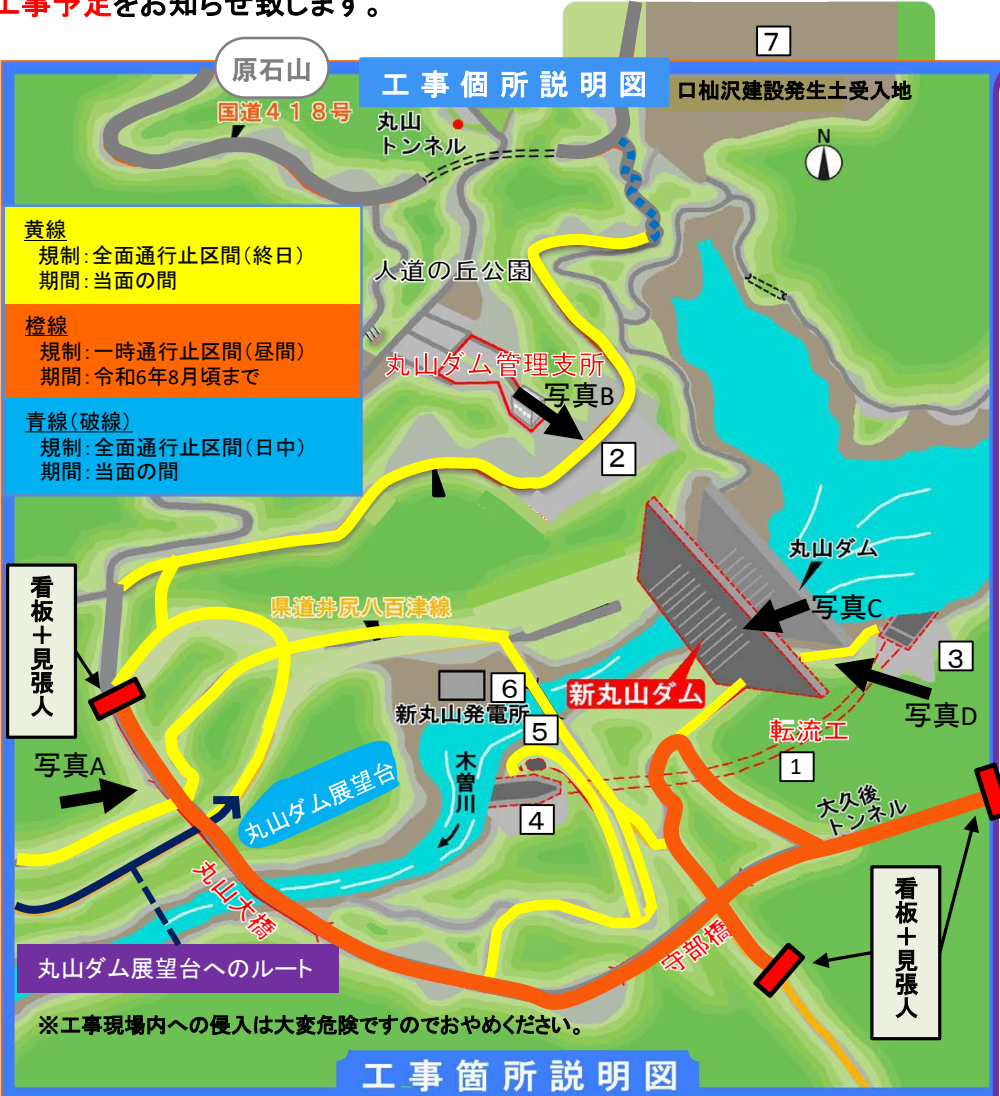 工事予定をお知らせ致します。
7
原石山
工事個所説明図
口杣沢建設発生土受入地
国道418号
丸山
トンネル
N
黄線
規制:全面通行止区間(終日)
期間:当面の間
橙線
規制:一時通行止区間(昼間)
期間:令和6年8月頃まで
青線(破線)
規制:全面通行止区間(日中)
期間:当面の間
人道の丘公園
丸山ダム管理支所
写真B
2
丸山ダム
写真C
看板+見張人
県道井尻八百津線
3
6
新丸山発電所
新丸山ダム
写真D
5
転流工
1
写真A
木曽川
丸山ダム展望台
4
大久後
トンネル
丸山大橋
守部橋
看板+見張人
丸山ダム展望台へのルート
※工事現場内への侵入は大変危険ですのでおやめください。
工事箇所説明図